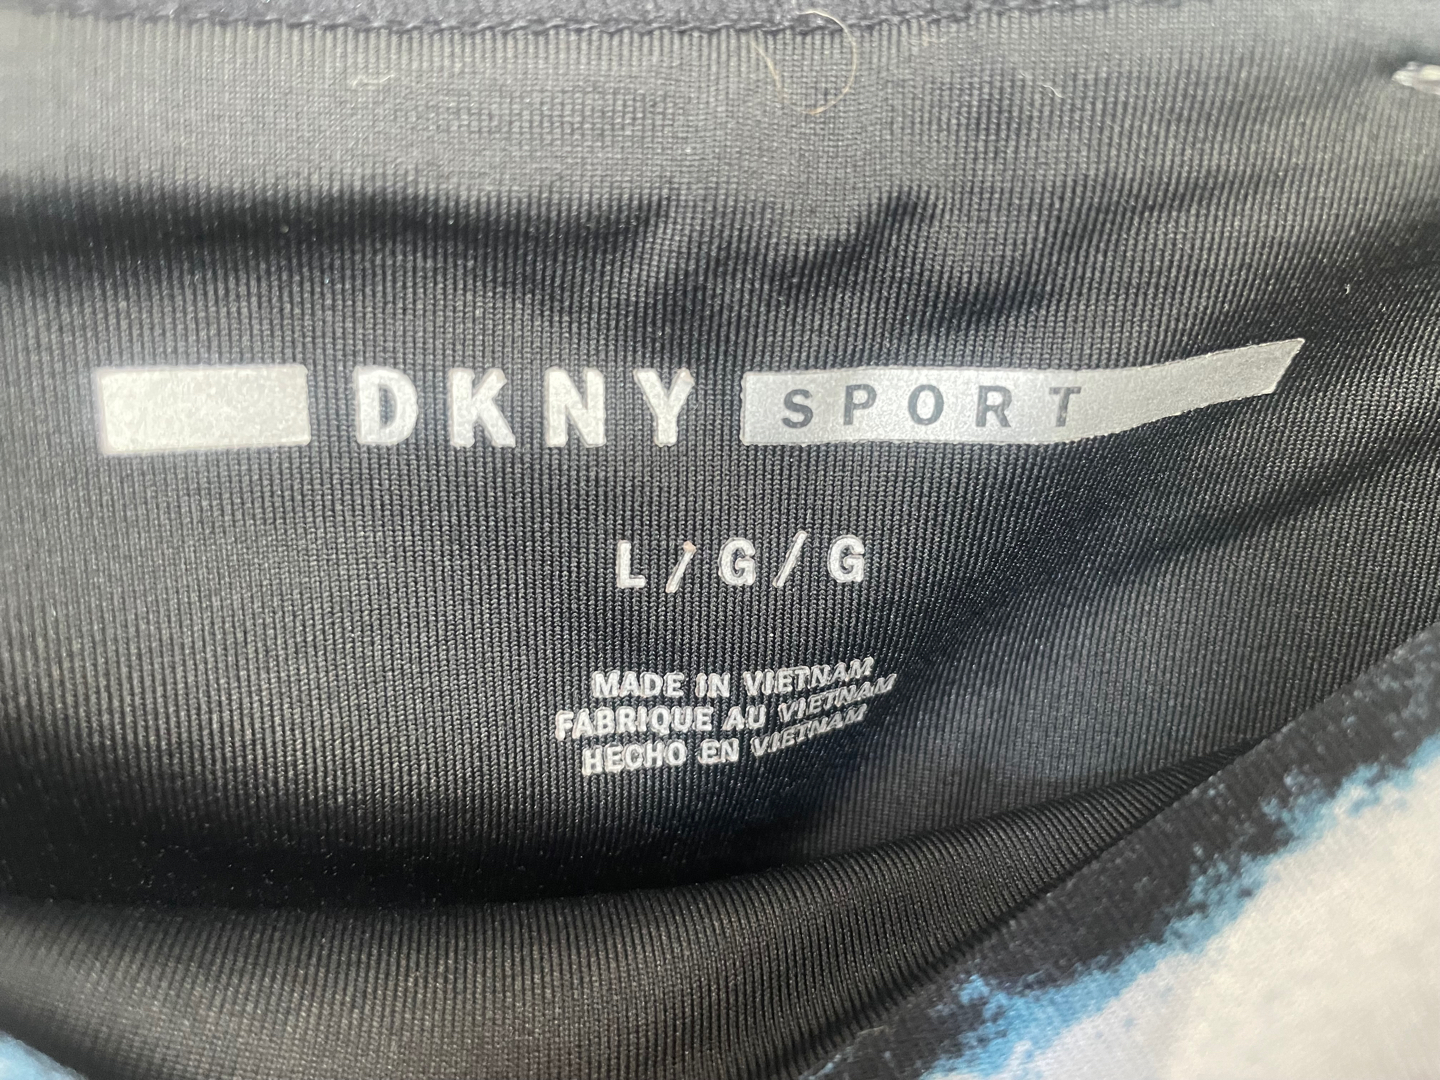 DKNY SPORT
L/G/G
MADE IN VIETNAM
FABRIQUE AU VIETNAM
HECHO EN VIETNAM